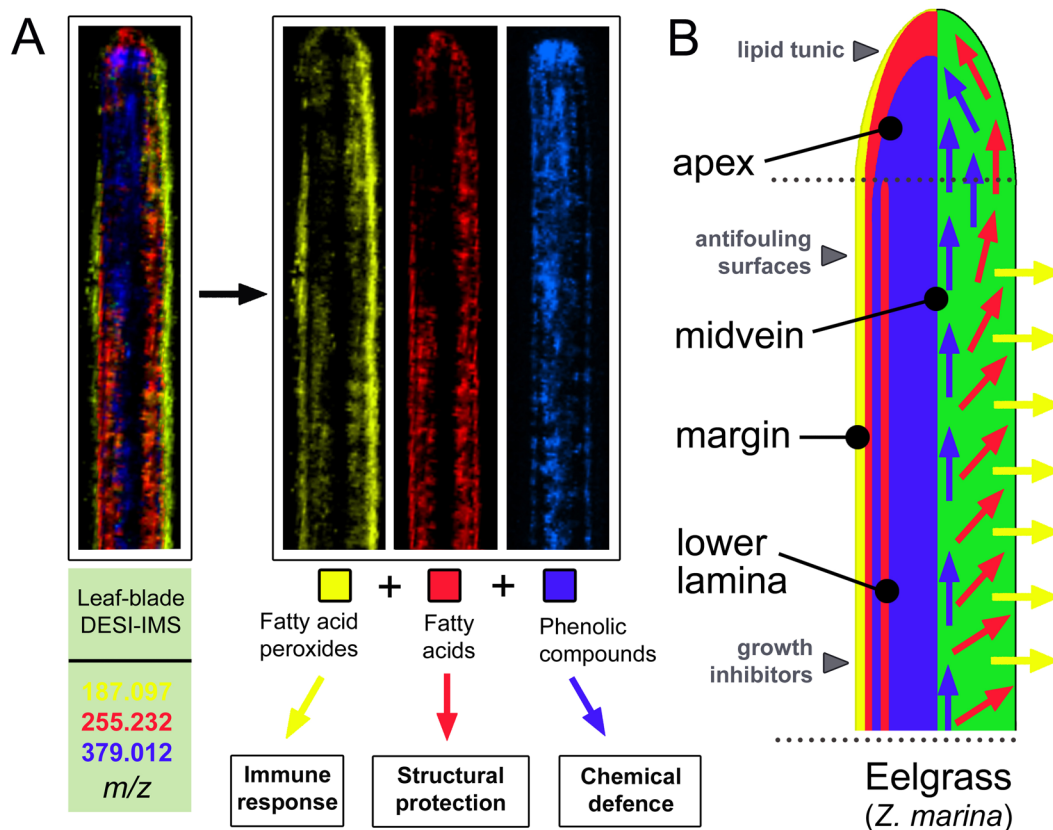 A
Leaf-blade
DESI-IMS
187.097
255.232
379.012
m/z
+
+
Fatty acid
peroxides
Fatty
acids
Phenolic
compounds
Immune
response
Structural
protection
Chemical
defence
B
lipid tunic
apex
antifouling
surfaces
midvein
margin
lower
lamina
growth
inhibitors
Eelgrass
(Z. marina)